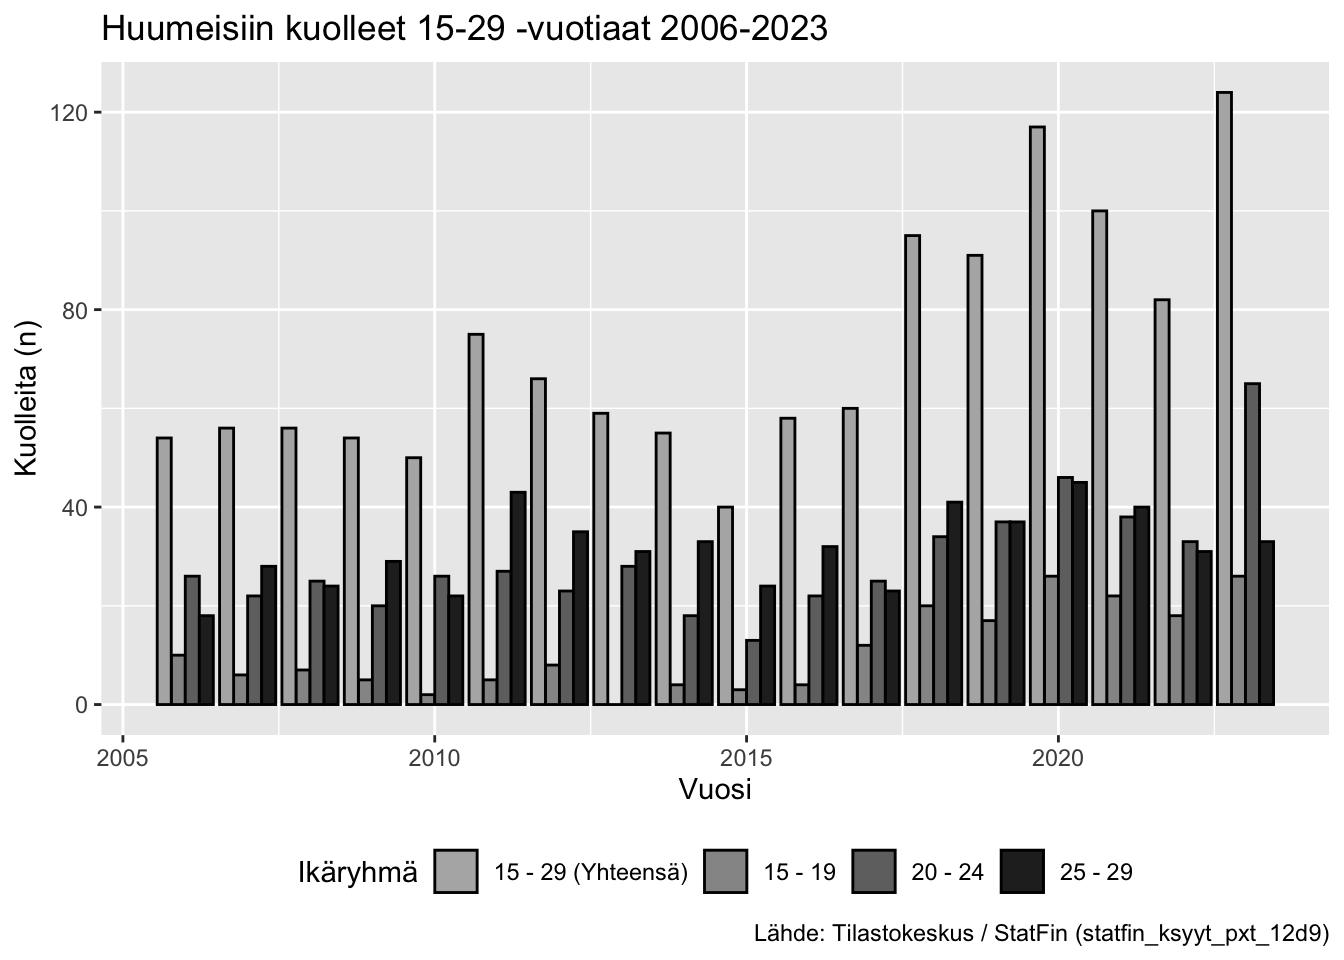 Huumeisiin kuolleet 15-29 -vuotiaat 2006-2023
Kuolleita (n)
120
80
40
0
2005 2010 2015 2020
Vuosi
Ikäryhmä 15 - 29 (Yhteensä) 15 - 19 20 - 24 25 - 29
Lähde: Tilastokeskus / StatFin (statfin_ksyyt_pxt_12d9)